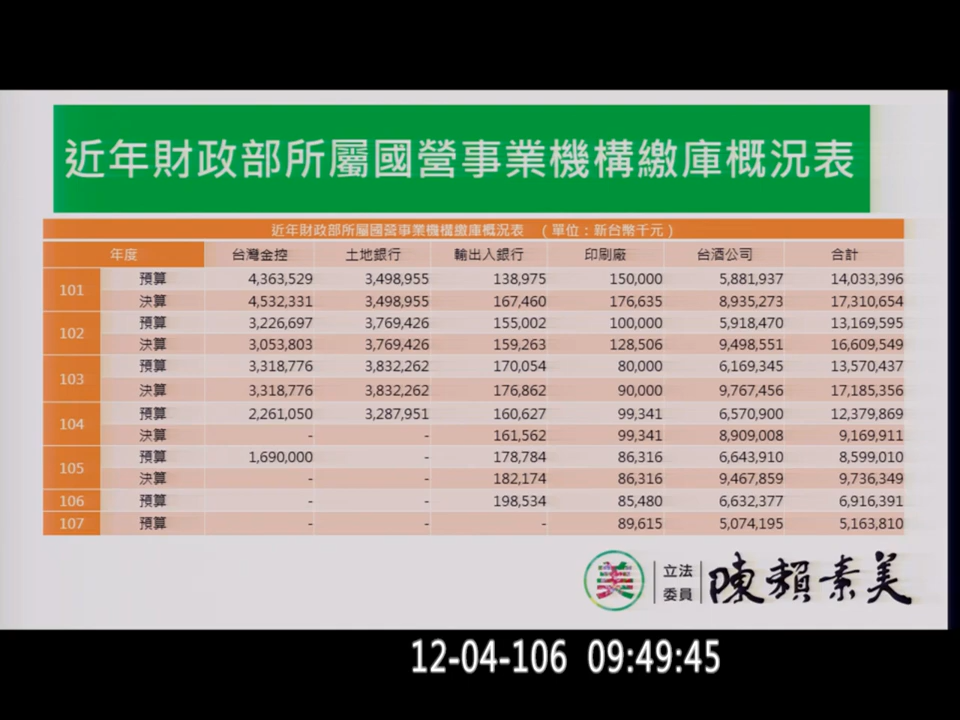 近年財政部所屬國營事業機構繳庫概況表
近年財政部所屬國營事業機構繳庫概況表 (單位：新台幣千元)
年度 台灣金控 土地銀行 輸出入銀行 印刷廠 台酒公司 合計
101 預算 4,363,529 3,498,955 138,975 150,000 5,881,937 14,033,396
決算 4,532,331 3,498,955 167,460 176,635 8,935,273 17,310,654
102 預算 3,226,697 3,769,426 155,002 100,000 5,918,470 13,169,595
決算 3,053,803 3,769,426 159,263 128,506 9,498,551 16,609,549
103 預算 3,318,776 3,832,262 170,054 80,000 6,169,345 13,570,437
決算 3,318,776 3,832,262 176,862 90,000 9,767,456 17,185,356
104 預算 2,261,050 3,287,951 160,627 99,341 6,570,900 12,379,869
決算 - - 161,562 99,341 8,909,008 9,169,911
105 預算 1,690,000 - 178,784 86,316 6,643,910 8,599,010
決算 - - 182,174 86,316 9,467,859 9,736,349
106 預算 - - 198,534 85,480 6,632,377 6,916,391
107 預算 - - - 89,615 5,074,195 5,163,810
美
立法
委員
陳賴素美
12-04-106 09:49:45